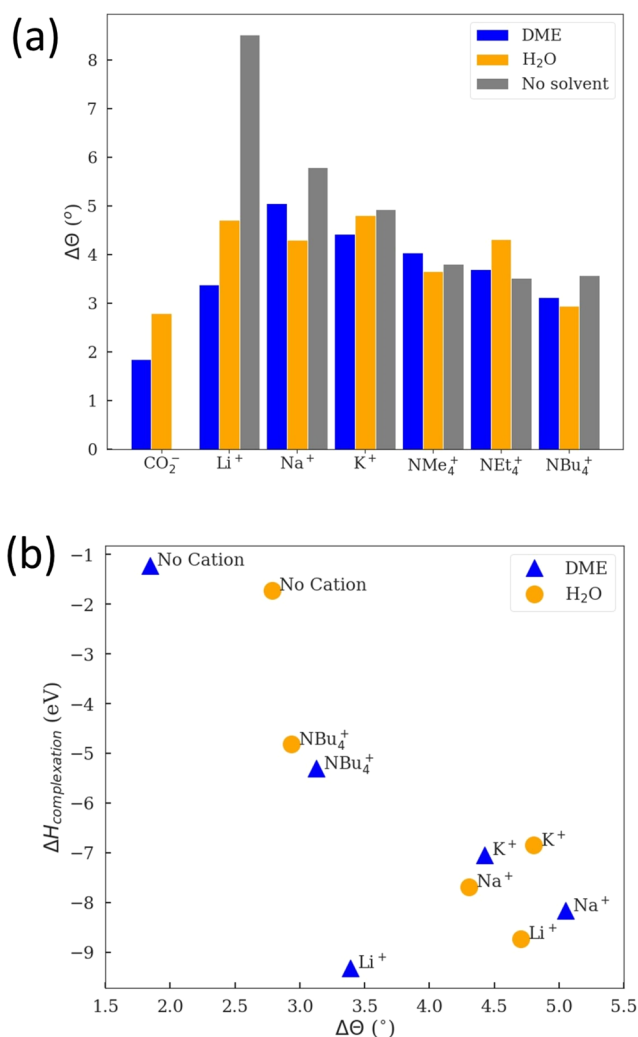 (a)
DME
H₂O
No solvent
8
7
6
5
4
3
2
1
0
ΔΘ (°)
CO₂⁻ Li⁺ Na⁺ K⁺ NMe₄⁺ NEt₄⁺ NBu₄⁺
(b)
DME
H₂O
−1
−2
−3
−4
−5
−6
−7
−8
−9
ΔH_complexation (eV)
No Cation
No Cation
NBu₄⁺
NBu₄⁺
K⁺
K⁺
Na⁺
Na⁺
Li⁺
Li⁺
1.5 2.0 2.5 3.0 3.5 4.0 4.5 5.0 5.5
ΔΘ (°)